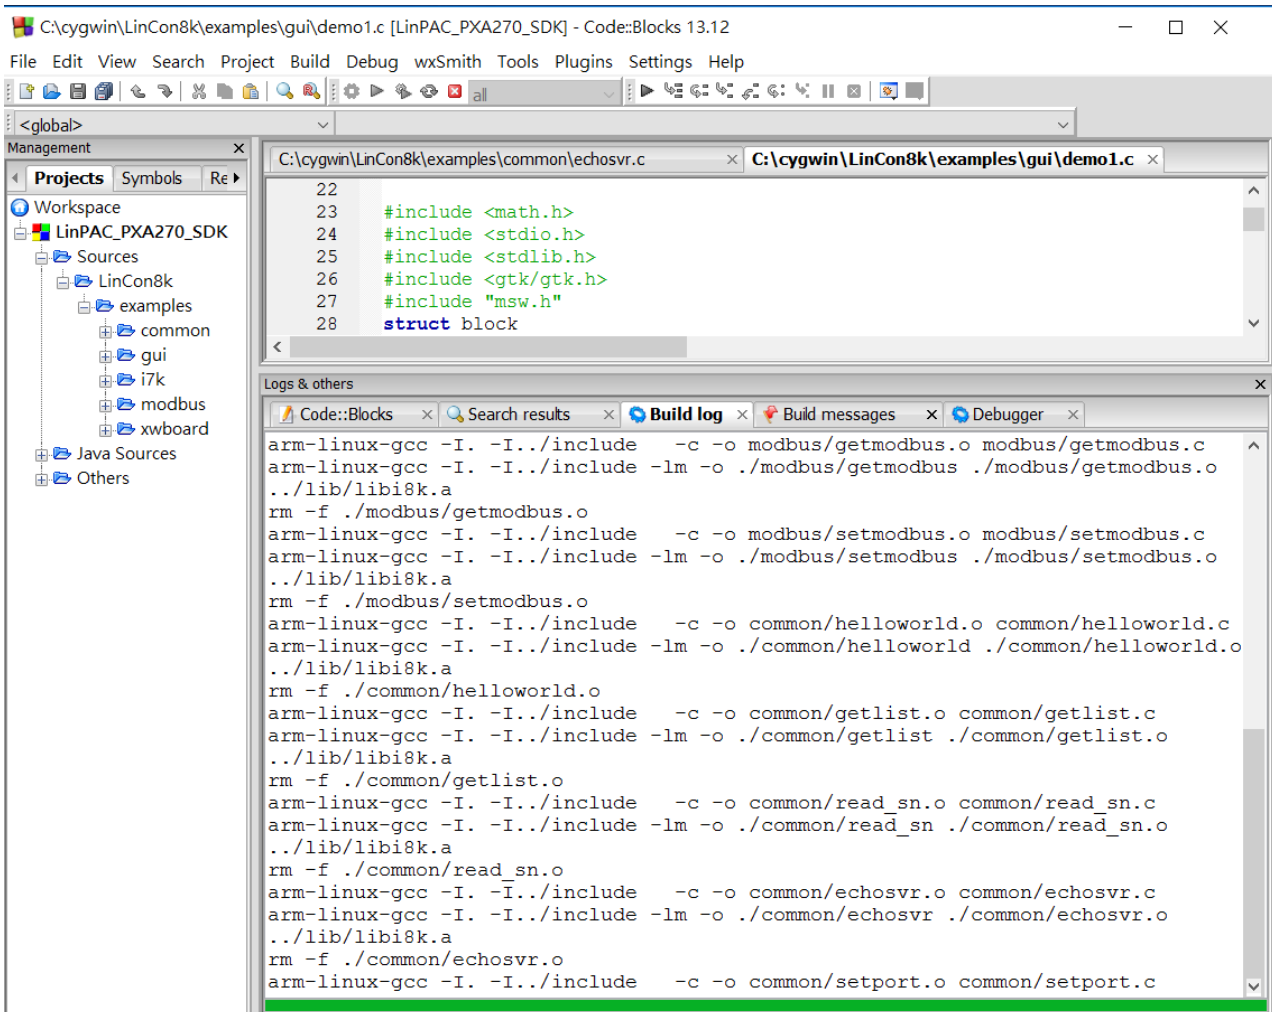 C:\cygwin\LinCon8k\examples\gui\demo1.c [LinPAC_PXA270_SDK] - Code::Blocks 13.12
File Edit View Search Project Build Debug wxSmith Tools Plugins Settings Help
all
<global>
Management
Projects Symbols Re
Workspace
LinPAC_PXA270_SDK
Sources
LinCon8k
examples
common
gui
i7k
modbus
xwboard
Java Sources
Others
C:\cygwin\LinCon8k\examples\common\echosvr.c C:\cygwin\LinCon8k\examples\gui\demo1.c
22
23 #include <math.h>
24 #include <stdio.h>
25 #include <stdlib.h>
26 #include <gtk/gtk.h>
27 #include "msw.h"
28 struct block
Logs & others
Code::Blocks Search results Build log Build messages Debugger
arm-linux-gcc -I. -I../include -c -o modbus/getmodbus.o modbus/getmodbus.c
arm-linux-gcc -I. -I../include -lm -o ./modbus/getmodbus ./modbus/getmodbus.o
../lib/libi8k.a
rm -f ./modbus/getmodbus.o
arm-linux-gcc -I. -I../include -c -o modbus/setmodbus.o modbus/setmodbus.c
arm-linux-gcc -I. -I../include -lm -o ./modbus/setmodbus ./modbus/setmodbus.o
../lib/libi8k.a
rm -f ./modbus/setmodbus.o
arm-linux-gcc -I. -I../include -c -o common/helloworld.o common/helloworld.c
arm-linux-gcc -I. -I../include -lm -o ./common/helloworld ./common/helloworld.o
../lib/libi8k.a
rm -f ./common/helloworld.o
arm-linux-gcc -I. -I../include -c -o common/getlist.o common/getlist.c
arm-linux-gcc -I. -I../include -lm -o ./common/getlist ./common/getlist.o
../lib/libi8k.a
rm -f ./common/getlist.o
arm-linux-gcc -I. -I../include -c -o common/read_sn.o common/read_sn.c
arm-linux-gcc -I. -I../include -lm -o ./common/read_sn ./common/read_sn.o
../lib/libi8k.a
rm -f ./common/read_sn.o
arm-linux-gcc -I. -I../include -c -o common/echosvr.o common/echosvr.c
arm-linux-gcc -I. -I../include -lm -o ./common/echosvr ./common/echosvr.o
../lib/libi8k.a
rm -f ./common/echosvr.o
arm-linux-gcc -I. -I../include -c -o common/setport.o common/setport.c